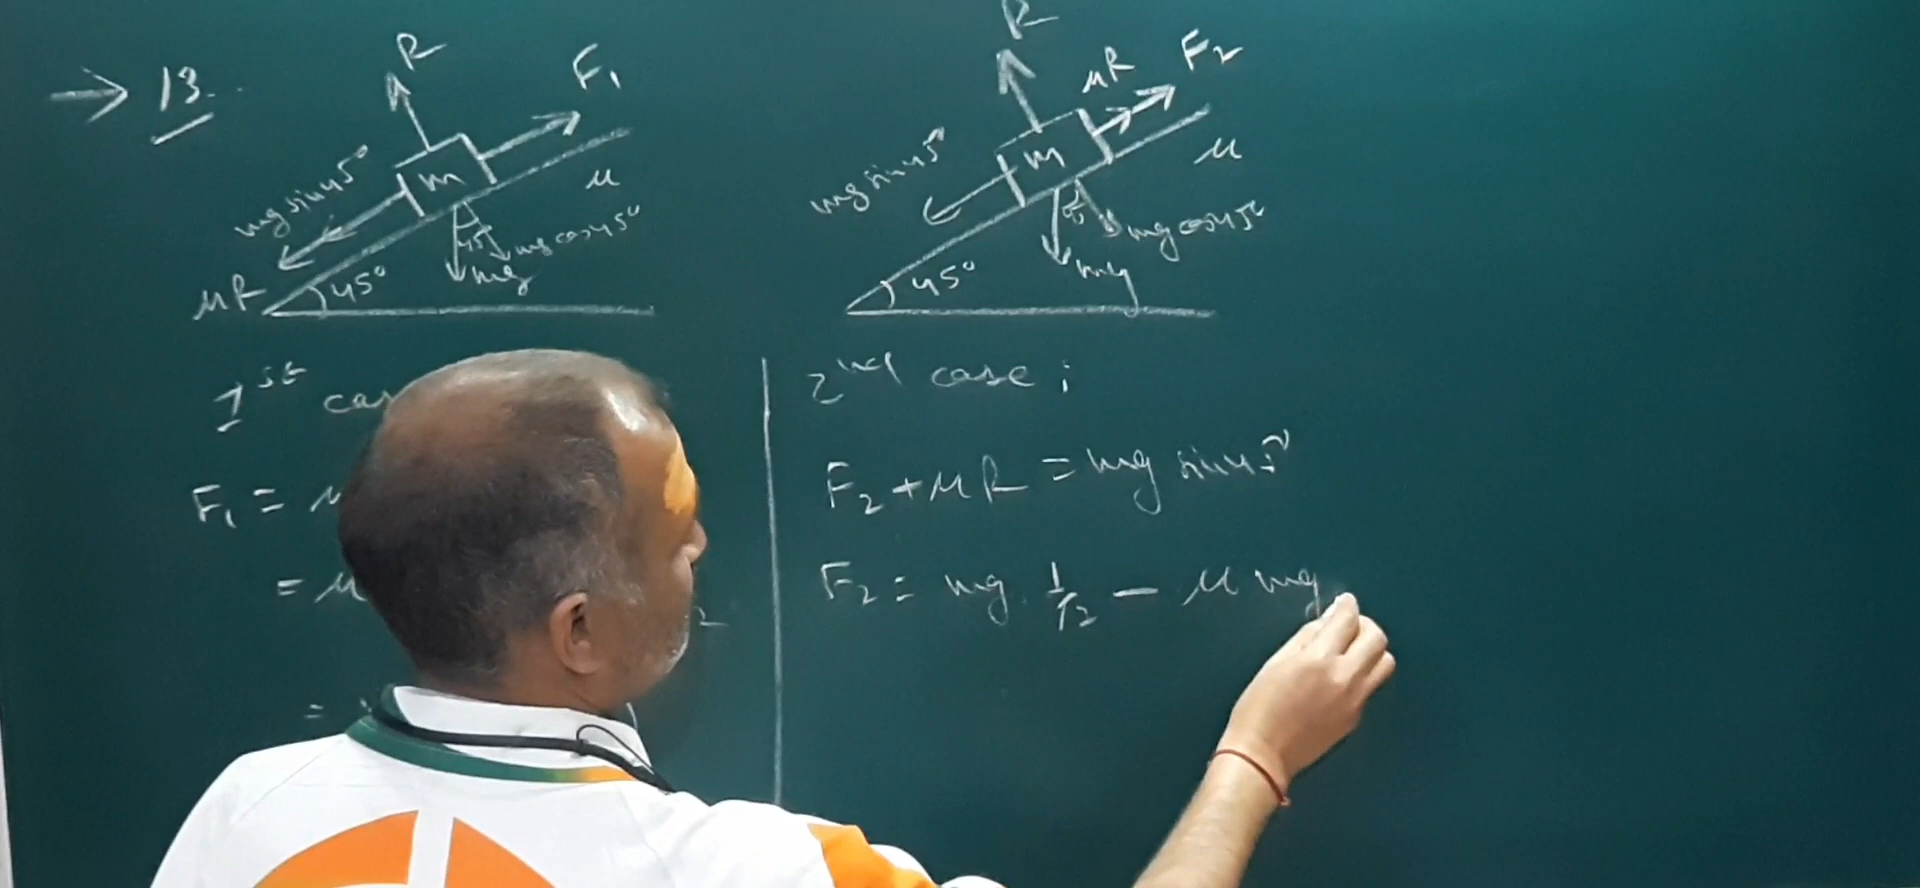 → 13.
R
F₁
mg sin45°
m
μ
45°
mg cos45°
mg
μR
45°
R
μR
F₂
mg sin45°
m
μ
mg cos45°
mg
45°
1st
F₁ =
=
2
=
2nd case ;
F₂ + μR = mg sin45°
F₂ = mg . 1/√2 − μ mg